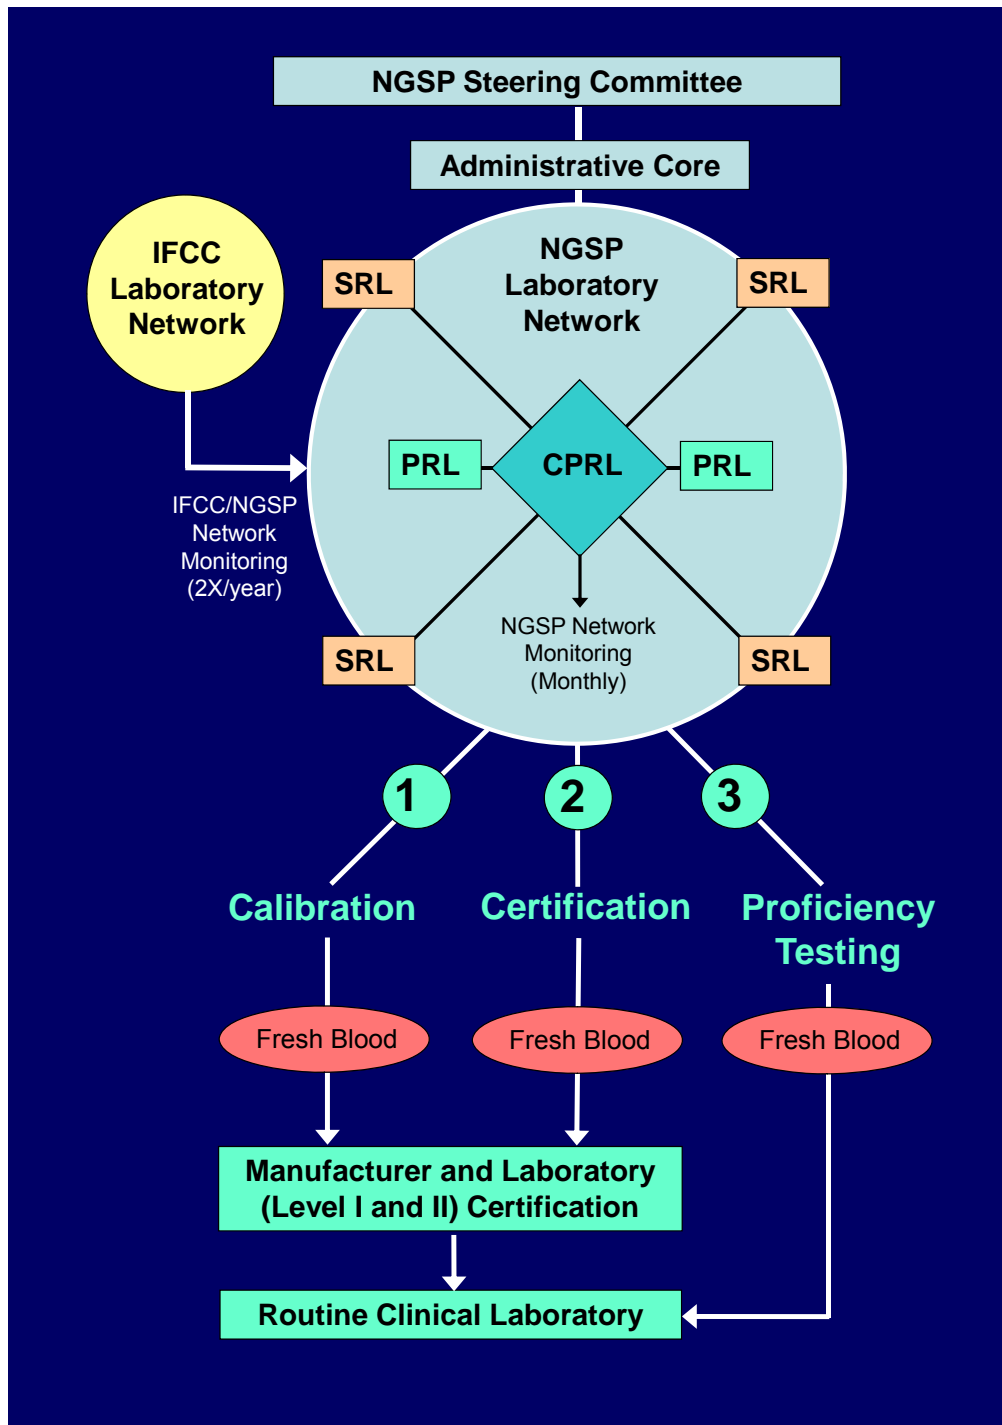 NGSP Steering Committee
Administrative Core
IFCC
Laboratory
Network
NGSP
Laboratory
Network
SRL
SRL
PRL
CPRL
PRL
IFCC/NGSP
Network
Monitoring
(2X/year)
NGSP Network
Monitoring
(Monthly)
SRL
SRL
1
2
3
Calibration
Certification
Proficiency
Testing
Fresh Blood
Fresh Blood
Fresh Blood
Manufacturer and Laboratory
(Level I and II) Certification
Routine Clinical Laboratory